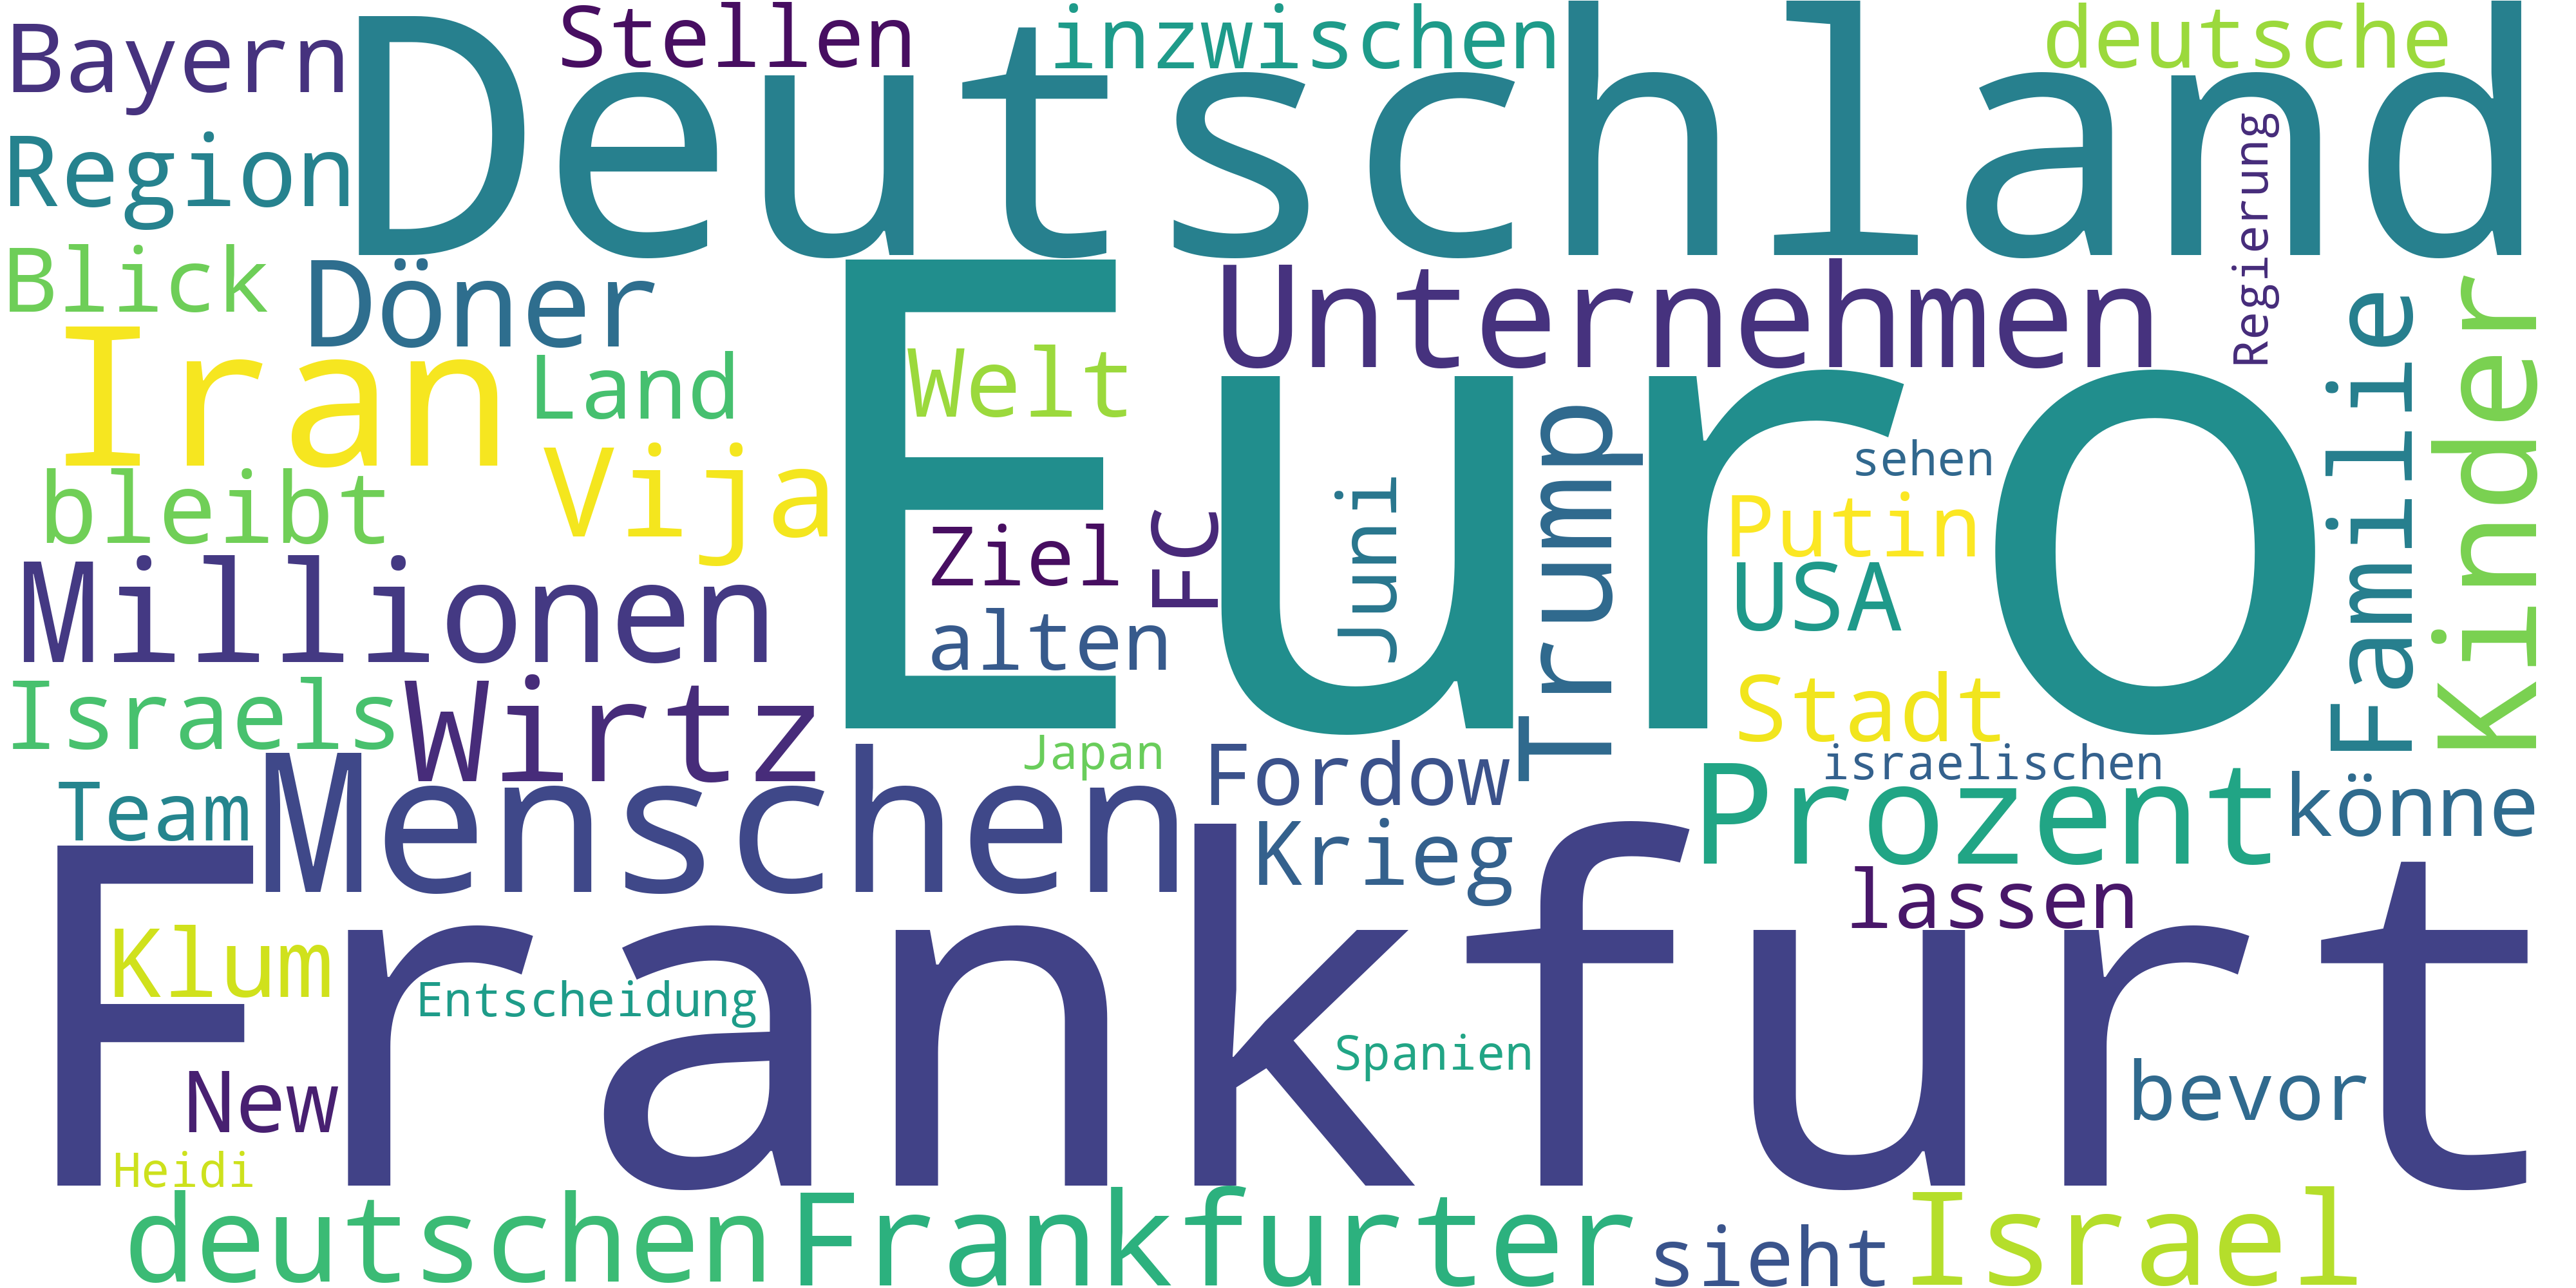 Bayern
Stellen
inzwischen
deutsche
Deutschland
Region
Regierung
Blick
Döner
Unternehmen
Iran
Land
Welt
Euro
Familie
Kinder
Vija
Trump
sehen
bleibt
Ziel
FC
Juni
Putin
Millionen
USA
alten
Israels
Wirtz
Stadt
Japan
Menschen
Fordow
israelischen
Team
Prozent
könne
Krieg
Frankfurt
lassen
Klum
Entscheidung
Spanien
New
bevor
Heidi
deutschen
Frankfurter
sieht
Israel